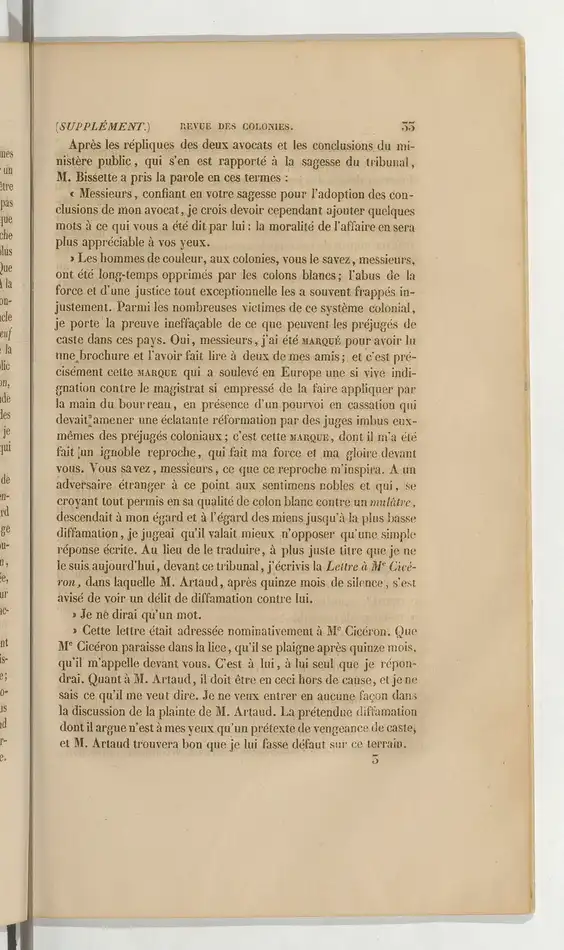 (SUPPLÉMENT.) REVUE DES COLONIES. 33
Après les répliques des deux avocats et les conclusions du mi-
nistère public, qui s'en est rapporté à la sagesse du tribunal,
M. Bissette a pris la parole en ces termes :
« Messieurs, confiant en votre sagesse pour l'adoption des con-
clusions de mon avocat, je crois devoir cependant ajouter quelques
mots à ce qui vous a été dit par lui : la moralité de l'affaire en sera
plus appréciable à vos yeux.
» Les hommes de couleur, aux colonies, vous le savez, messieurs,
ont été long-temps opprimés par les colons blancs; l'abus de la
force et d'une justice tout exceptionnelle les a souvent frappés in-
justement. Parmi les nombreuses victimes de ce système colonial,
je porte la preuve ineffaçable de ce que peuvent les préjugés de
caste dans ces pays. Oui, messieurs, j'ai été MARQUÉ pour avoir lu
une brochure et l'avoir fait lire à deux de mes amis; et c'est pré-
cisément cette MARQUE qui a soulevé en Europe une si vive indi-
gnation contre le magistrat si empressé de la faire appliquer par
la main du bourreau, en présence d'un pourvoi en cassation qui
devait amener une éclatante réformation par des juges imbus eux-
mêmes des préjugés coloniaux; c'est cette MARQUE, dont il m'a été
fait un ignoble reproche, qui fait ma force et ma gloire devant
vous. Vous savez, messieurs, ce que ce reproche m'inspira. A un
adversaire étranger à ce point aux sentimens nobles et qui, se
croyant tout permis en sa qualité de colon blanc contre un mulâtre,
descendait à mon égard et à l'égard des miens jusqu'à la plus basse
diffamation, je jugeai qu'il valait mieux n'opposer qu'une simple
réponse écrite. Au lieu de le traduire, à plus juste titre que je ne
le suis aujourd'hui, devant ce tribunal, j'écrivis la Lettre à Me Cicé-
ron, dans laquelle M. Artaud, après quinze mois de silence, s'est
avisé de voir un délit de diffamation contre lui.
» Je ne dirai qu'un mot.
» Cette lettre était adressée nominativement à Me Cicéron. Que
Me Cicéron paraisse dans la lice, qu'il se plaigne après quinze mois,
qu'il m'appelle devant vous. C'est à lui, à lui seul que je répon-
drai. Quant à M. Artaud, il doit être en ceci hors de cause, et je ne
sais ce qu'il me veut dire. Je ne veux entrer en aucune façon dans
la discussion de la plainte de M. Artaud. La prétendue diffamation
dont il argue n'est à mes yeux qu'un prétexte de vengeance de caste,
et M. Artaud trouvera bon que je lui fasse défaut sur ce terrain.
3